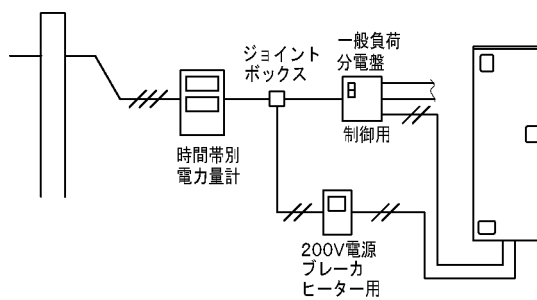 ジョイント
ボックス
一般負荷
分電盤
制御用
時間帯別
電力量計
200V電源
ブレーカ
ヒーター用